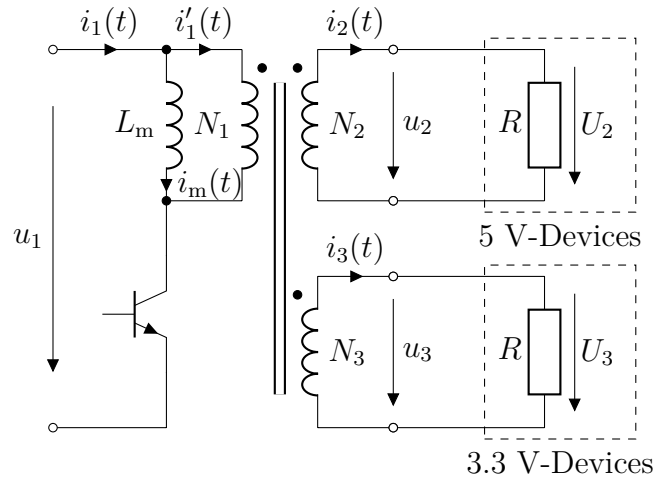 i₁(t) i′₁(t) i₂(t)
Lₘ N₁ N₂ u₂ R U₂
iₘ(t)
u₁
5 V-Devices
i₃(t)
N₃ u₃ R U₃
3.3 V-Devices